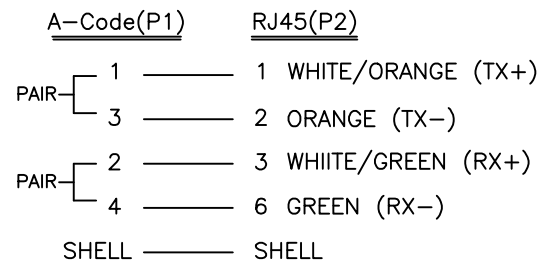 A-Code(P1) RJ45(P2)
1 1 WHITE/ORANGE (TX+)
PAIR
3 2 ORANGE (TX-)
2 3 WHIITE/GREEN (RX+)
PAIR
4 6 GREEN (RX-)
SHELL SHELL